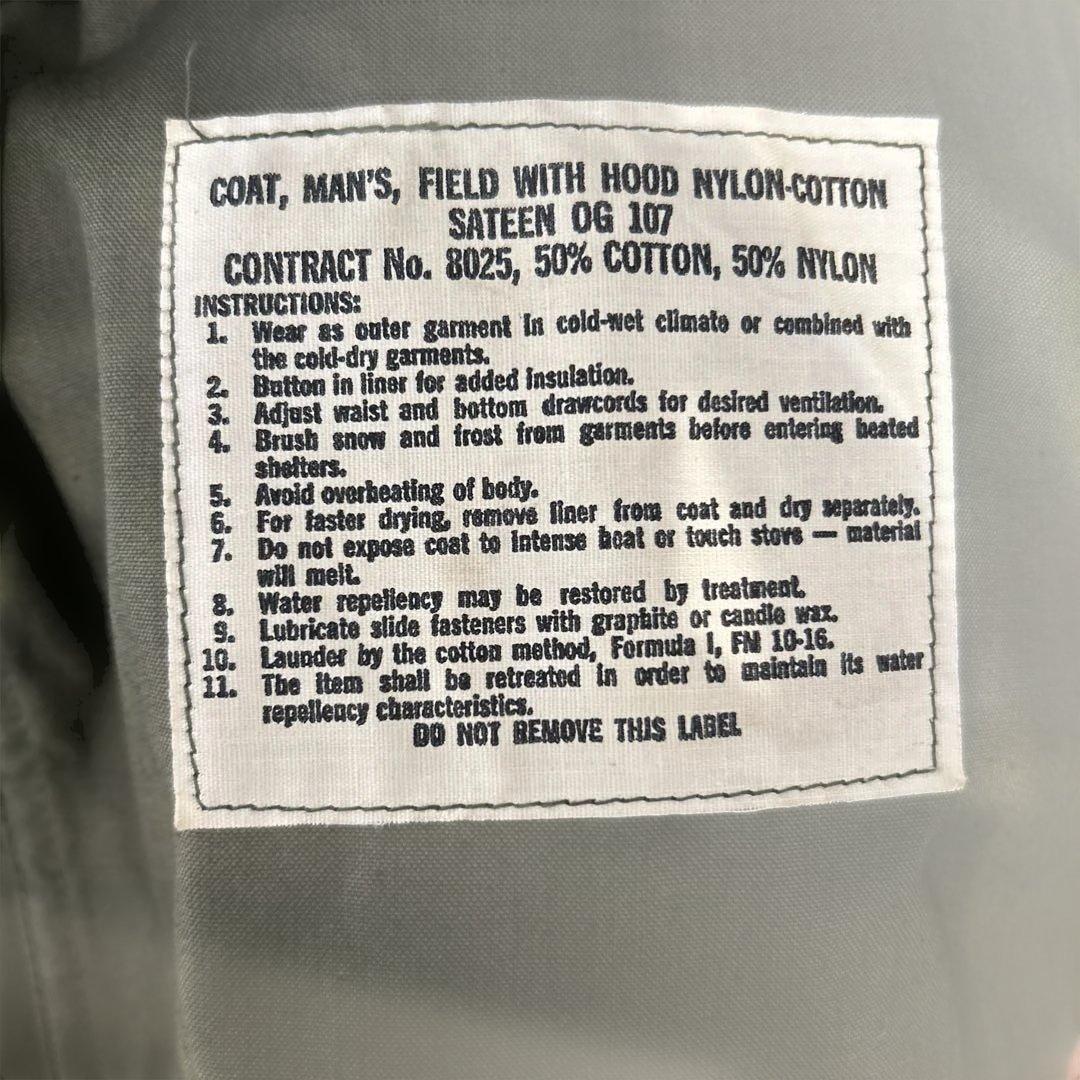 COAT, MAN'S, FIELD WITH HOOD NYLON-COTTON
SATEEN OG 107
CONTRACT No. 8025, 50% COTTON, 50% NYLON
INSTRUCTIONS:
1. Wear as outer garment in cold-wet climate or combined with
the cold-dry garments.
2. Button in liner for added insulation.
3. Adjust waist and bottom drawcords for desired ventilation.
4. Brush snow and frost from garments before entering heated
shelters.
5. Avoid overheating of body.
6. For faster drying, remove liner from coat and dry separately.
7. Do not expose coat to intense heat or touch stove — material
will melt.
8. Water repellency may be restored by treatment.
9. Lubricate slide fasteners with graphite or candle wax.
10. Launder by the cotton method, Formula I, FM 10-16.
11. The item shall be retreated in order to maintain its water
repellency characteristics.
DO NOT REMOVE THIS LABEL